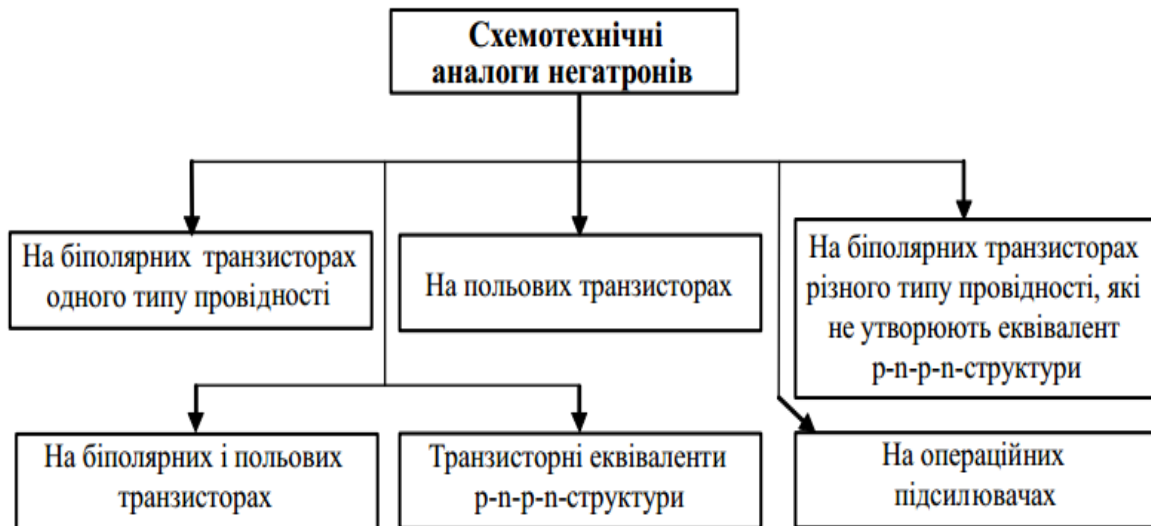 Схемотехнічні
аналоги негатронів
На біполярних транзисторах
одного типу провідності
На польових транзисторах
На біполярних транзисторах
різного типу провідності, які
не утворюють еквівалент
p-n-p-n-структури
На біполярних і польових
транзисторах
Транзисторні еквіваленти
p-n-p-n-структури
На операційних
підсилювачах